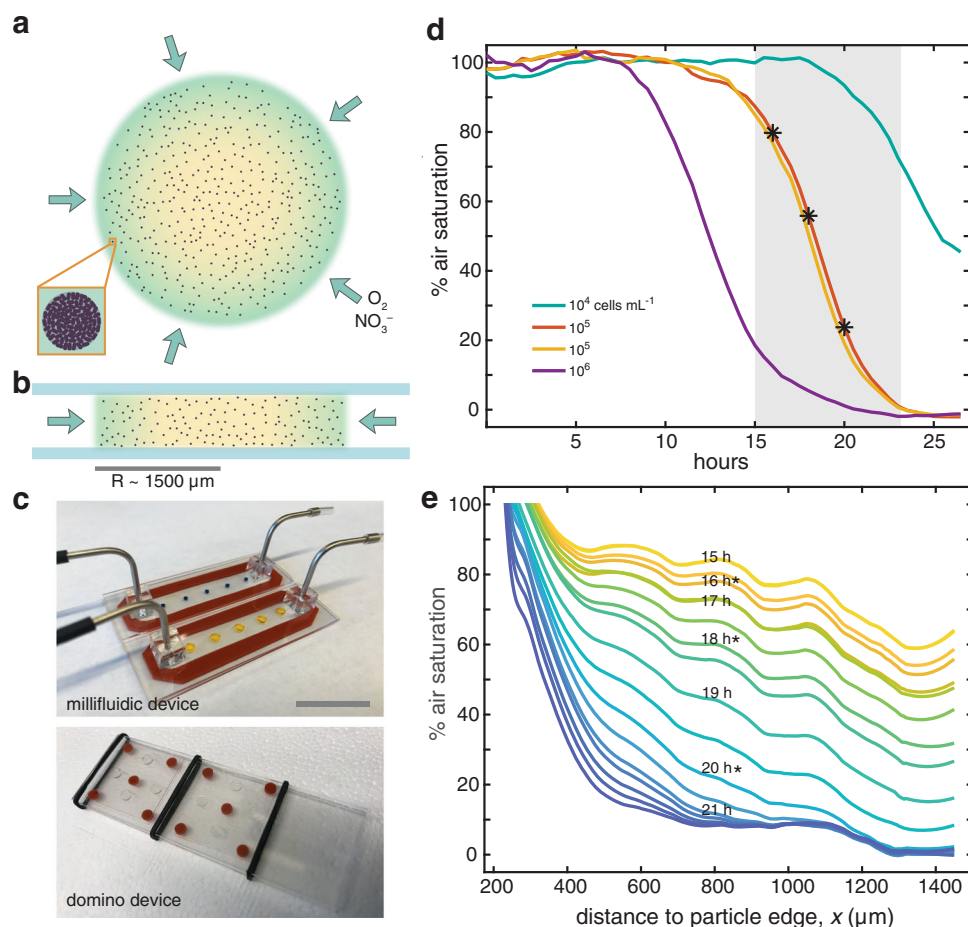 a
O₂
NO₃⁻
b
R ~ 1500 μm
c
millifluidic device
domino device
d
% air saturation
100
80
60
40
20
0
5
10
15
20
25
hours
10⁴ cells mL⁻¹
10⁵
10⁵
10⁶
e
% air saturation
100
80
60
40
20
0
15 h
16 h*
17 h
18 h*
19 h
20 h*
21 h
200
400
600
800
1000
1200
1400
distance to particle edge, x (μm)